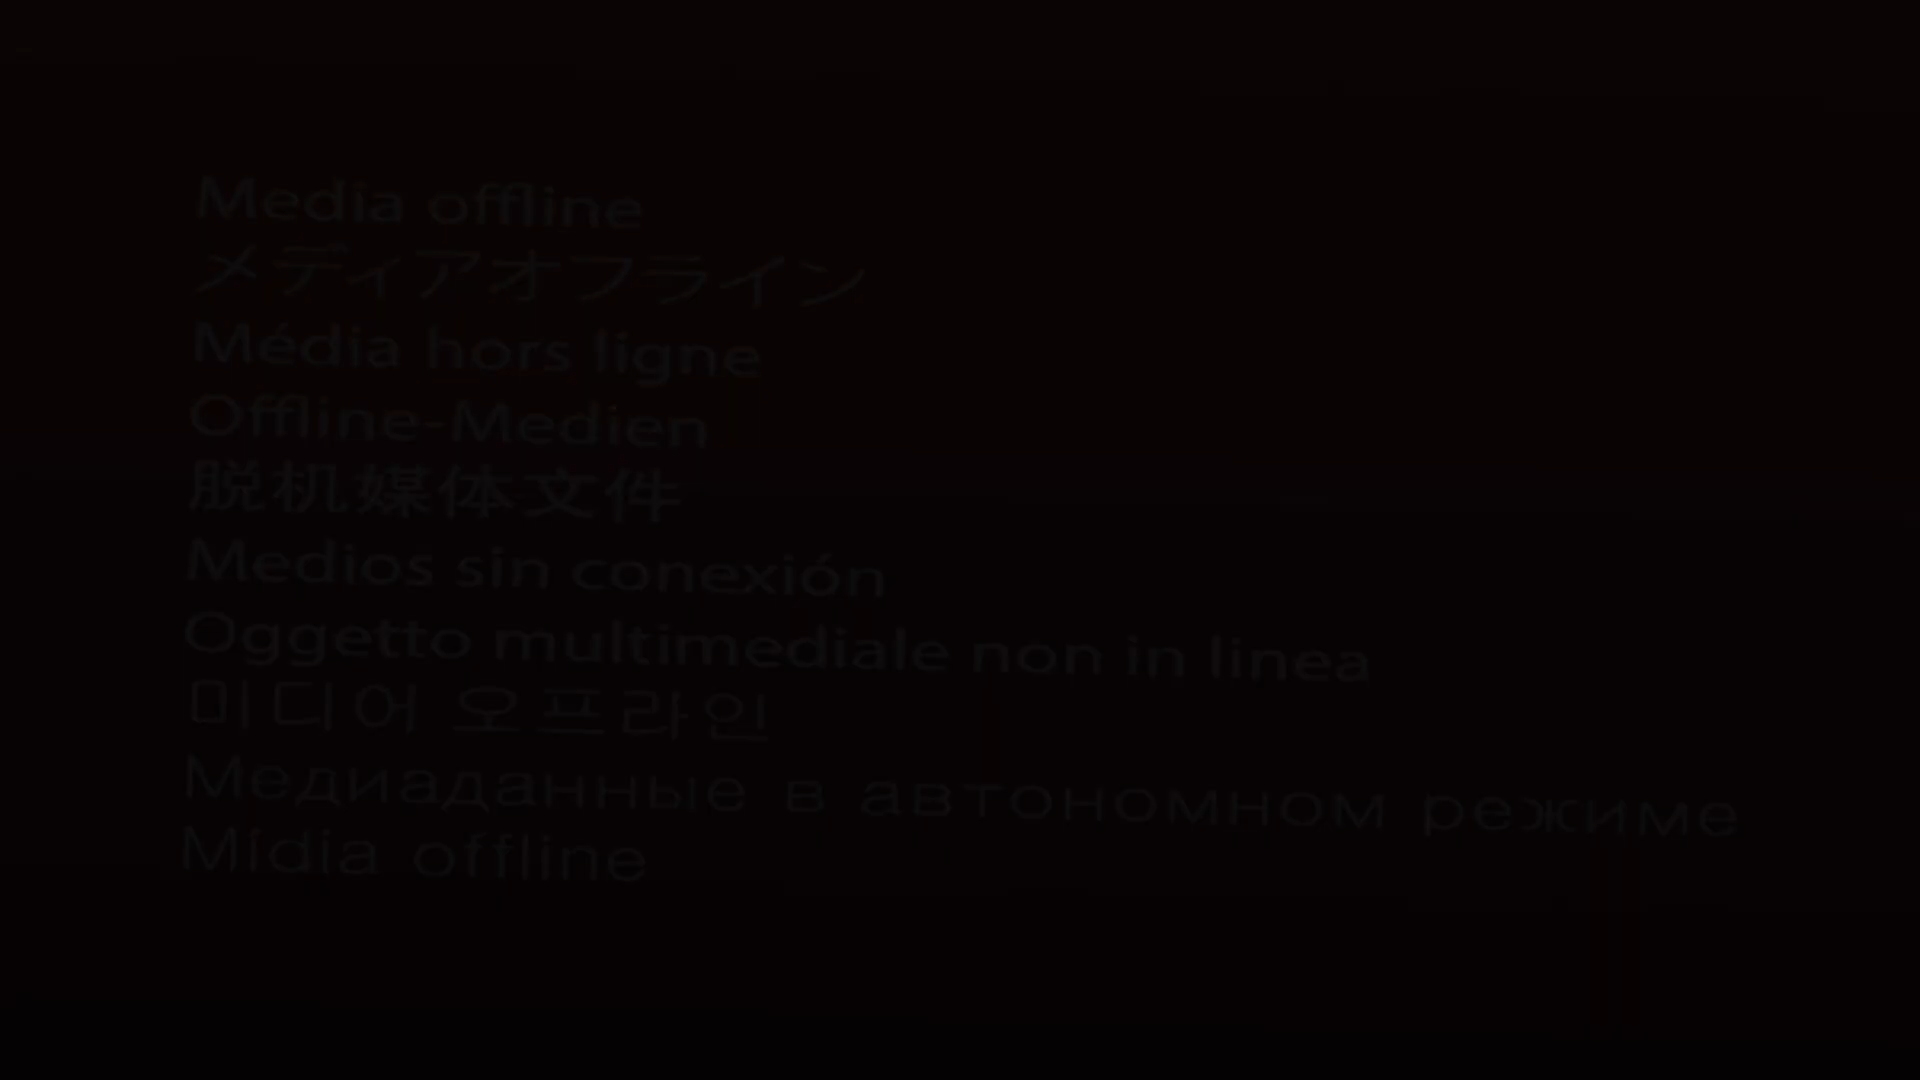 Media offline
メディアオフライン
Média hors ligne
Offline-Medien
脱机媒体文件
Medios sin conexión
Oggetto multimediale non in linea
미디어 오프라인
Медиаданные в автономном режиме
Mídia offline